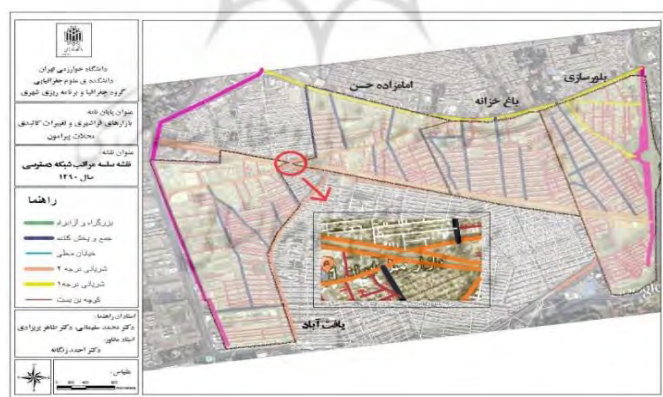 دانشگاه خوارزمی تهران
دانشکده ی علوم جغرافیایی
گروه جغرافیا و برنامه ریزی شهری
عنوان پایان نامه:
بازارهای فراشهری و تغییرات کالبدی
محلات پیرامون
عنوان نقشه:
نقشه سلسه مراتب شبکه دسترسی
سال ۱۳۹۰
راهنما
بزرگراه و آزادراه
جمع و پخش کننده
خیابان محلی
شریانی درجه ۲
شریانی درجه ۱
کوچه بن بست
استادان راهنما:
دکتر محمد سلیمانی، دکتر طاهر پریزادی
استاد مشاور:
دکتر احمد زنگانه
مقیاس:
بلورسازی
باغ خزانه
امامزاده حسن
یافت آباد